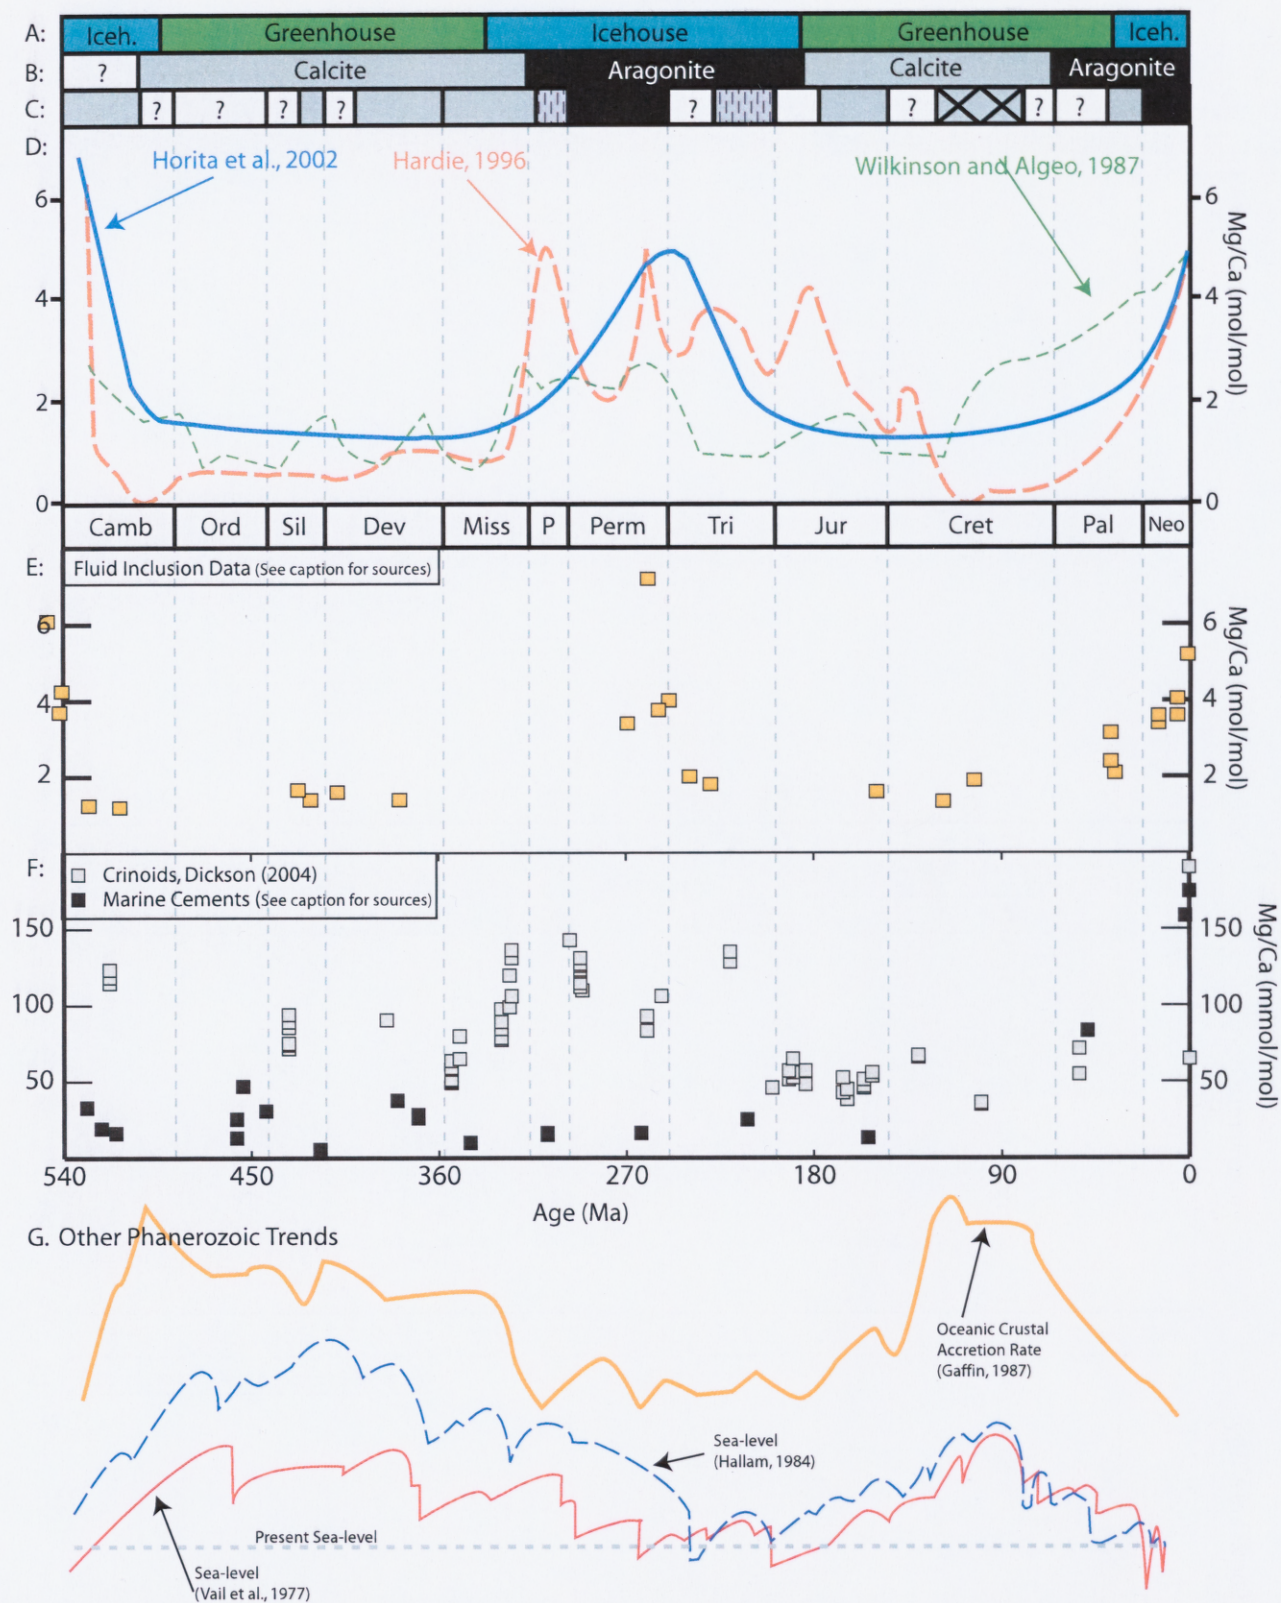 A: Iceh. Greenhouse Icehouse Greenhouse Iceh.
B: ? Calcite Aragonite Calcite Aragonite
C: ? ? ? ? ? ? ? ?
D:
Horita et al., 2002 Hardie, 1996 Wilkinson and Algeo, 1987
6 6
4 4
2 2
0 0
Mg/Ca (mol/mol)
Camb Ord Sil Dev Miss P Perm Tri Jur Cret Pal Neo
E: Fluid Inclusion Data (See caption for sources)
6 6
4 4
2 2
Mg/Ca (mol/mol)
F: Crinoids, Dickson (2004)
Marine Cements (See caption for sources)
150 150
100 100
50 50
Mg/Ca (mmol/mol)
540 450 360 270 180 90 0
Age (Ma)
G. Other Phanerozoic Trends
Oceanic Crustal
Accretion Rate
(Gaffin, 1987)
Sea-level
(Hallam, 1984)
Present Sea-level
Sea-level
(Vail et al., 1977)